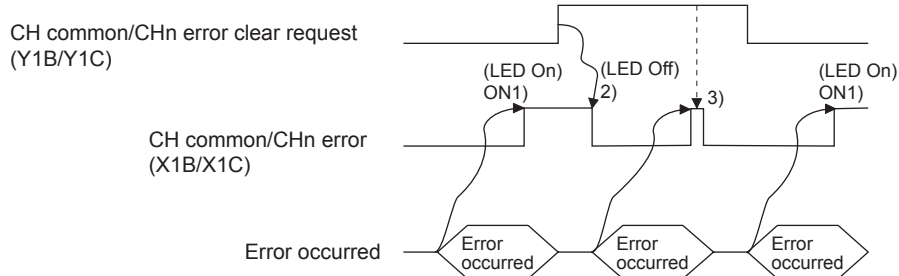 CH common/CHn error clear request
(Y1B/Y1C)
(LED On)
ON1)
(LED Off)
2)
3)
(LED On)
ON1)
CH common/CHn error
(X1B/X1C)
Error occurred
Error
occurred
Error
occurred
Error
occurred